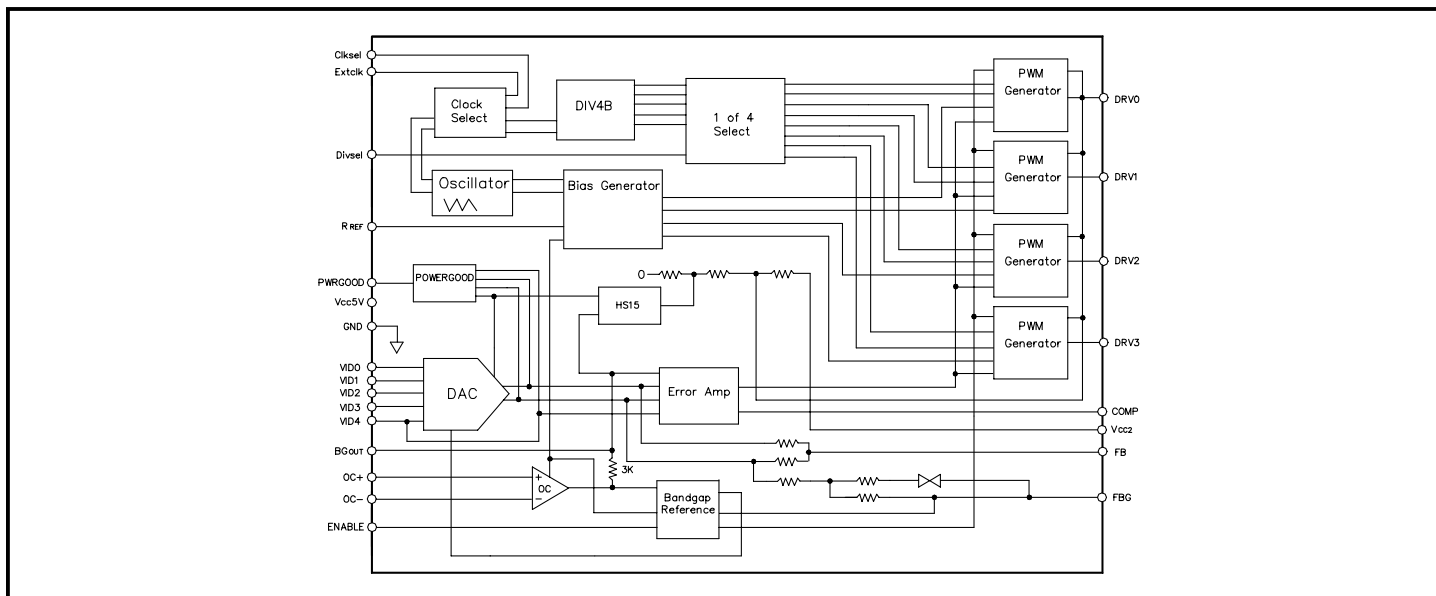 Clksel
Extclk
Divsel
RREF
PWRGOOD
Vcc5V
GND
VID0
VID1
VID2
VID3
VID4
BGOUT
OC+
OC-
ENABLE
Clock
Select
DIV4B
1 of 4
Select
Oscillator
Bias Generator
POWERGOOD
0
HS15
DAC
Error Amp
3K
+
OC
-
Bandgap
Reference
PWM
Generator
PWM
Generator
PWM
Generator
PWM
Generator
DRV0
DRV1
DRV2
DRV3
COMP
Vcc2
FB
FBG